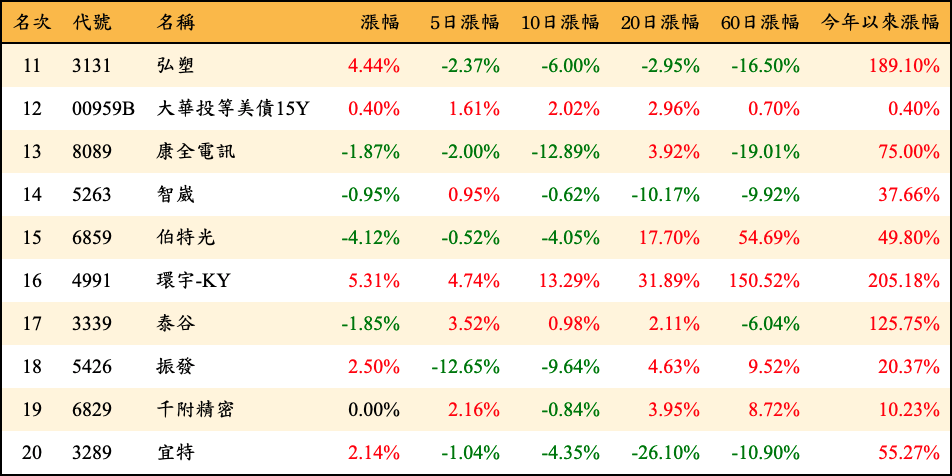 名次 代號 名稱 漲幅 5日漲幅 10日漲幅 20日漲幅 60日漲幅 今年以來漲幅
11 3131 弘塑 4.44% -2.37% -6.00% -2.95% -16.50% 189.10%
12 00959B 大華投等美債15Y 0.40% 1.61% 2.02% 2.96% 0.70% 0.40%
13 8089 康全電訊 -1.87% -2.00% -12.89% 3.92% -19.01% 75.00%
14 5263 智崴 -0.95% 0.95% -0.62% -10.17% -9.92% 37.66%
15 6859 伯特光 -4.12% -0.52% -4.05% 17.70% 54.69% 49.80%
16 4991 環宇-KY 5.31% 4.74% 13.29% 31.89% 150.52% 205.18%
17 3339 泰谷 -1.85% 3.52% 0.98% 2.11% -6.04% 125.75%
18 5426 振發 2.50% -12.65% -9.64% 4.63% 9.52% 20.37%
19 6829 千附精密 0.00% 2.16% -0.84% 3.95% 8.72% 10.23%
20 3289 宜特 2.14% -1.04% -4.35% -26.10% -10.90% 55.27%